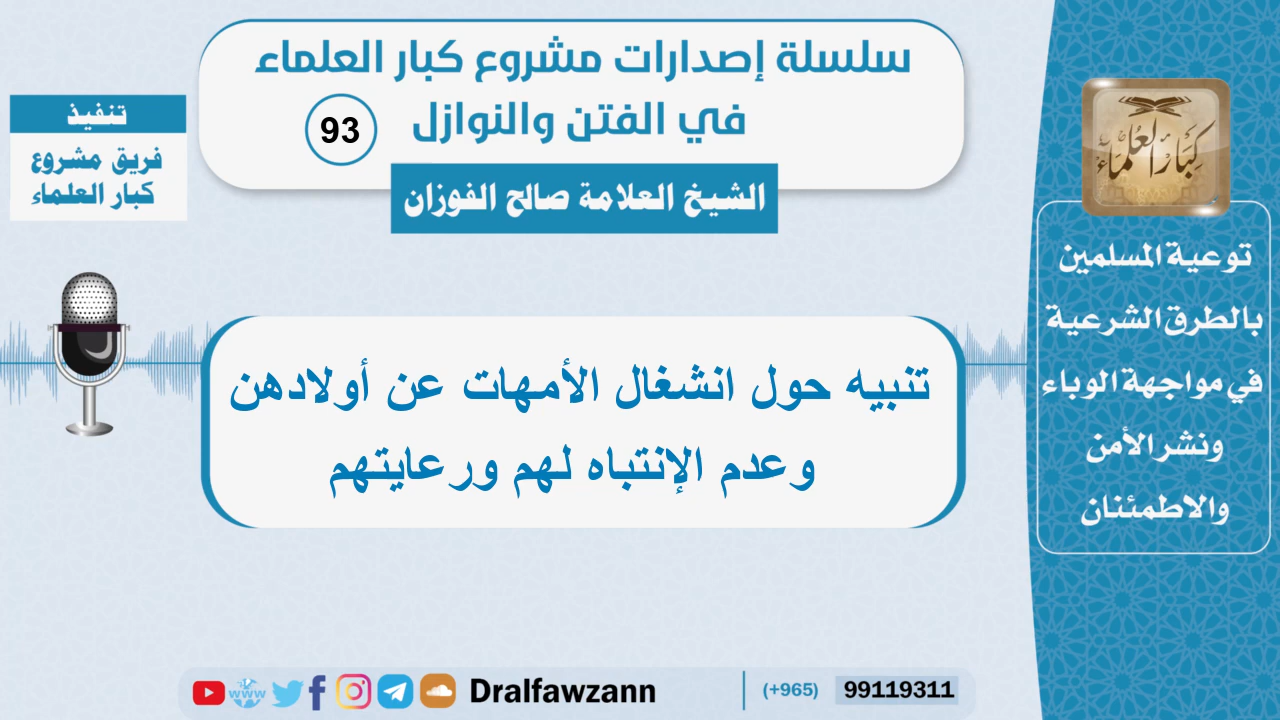 سلسلة إصدارات مشروع كبار العلماء
في الفتن والنوازل
93
الشيخ العلامة صالح الفوزان
تنفيذ
فريق مشروع
كبار العلماء
كبار العلماء
توعية المسلمين
بالطرق الشرعية
في مواجهة الوباء
ونشر الأمن
والاطمئنان
تنبيه حول انشغال الأمهات عن أولادهن
وعدم الإنتباه لهم ورعايتهم
www
Dralfawzann
(+965) 99119311